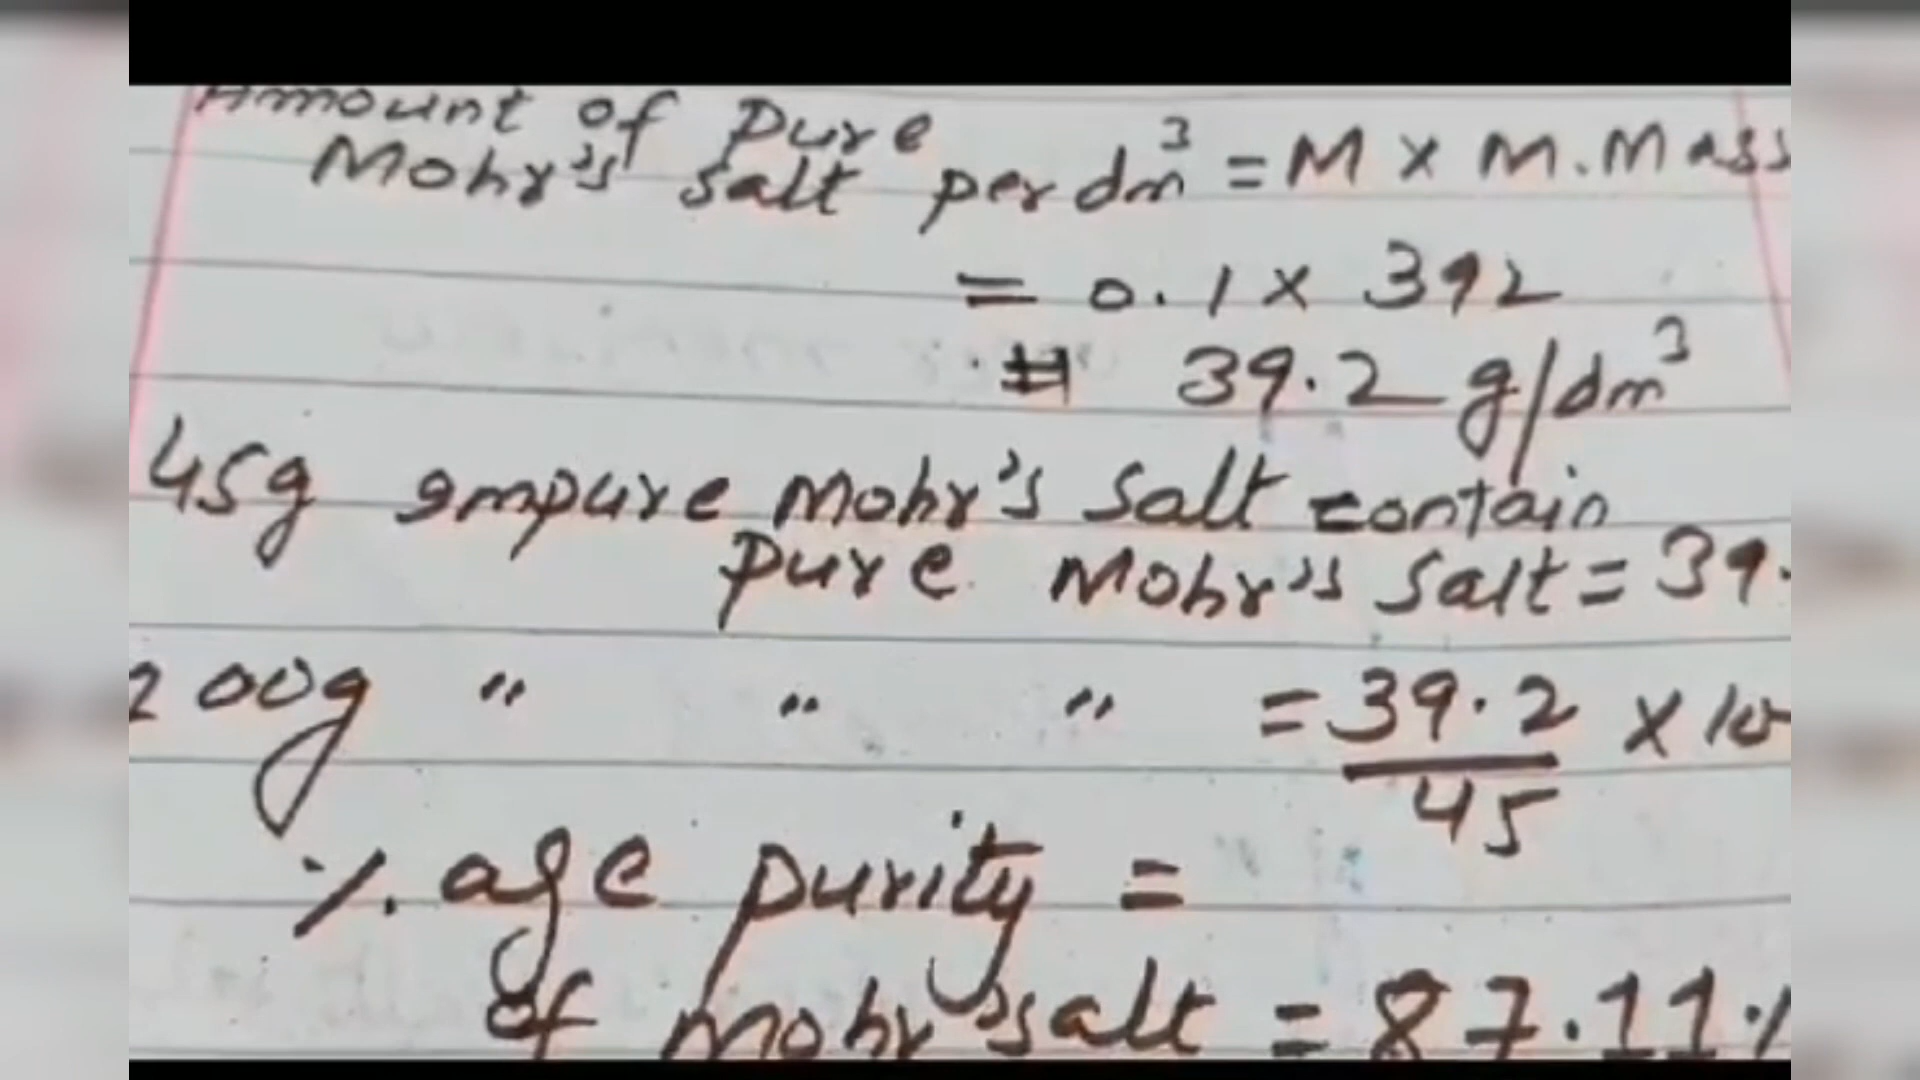 Amount of Pure
Mohr's salt per dm³ = M × M. Mass
= 0.1 × 392
= 39.2 g/dm³
45g impure Mohr's Salt contain
pure Mohr's Salt = 39.
200g " " " = 39.2/45 × 10
%age purity =
of Mohr's salt = 87.11%